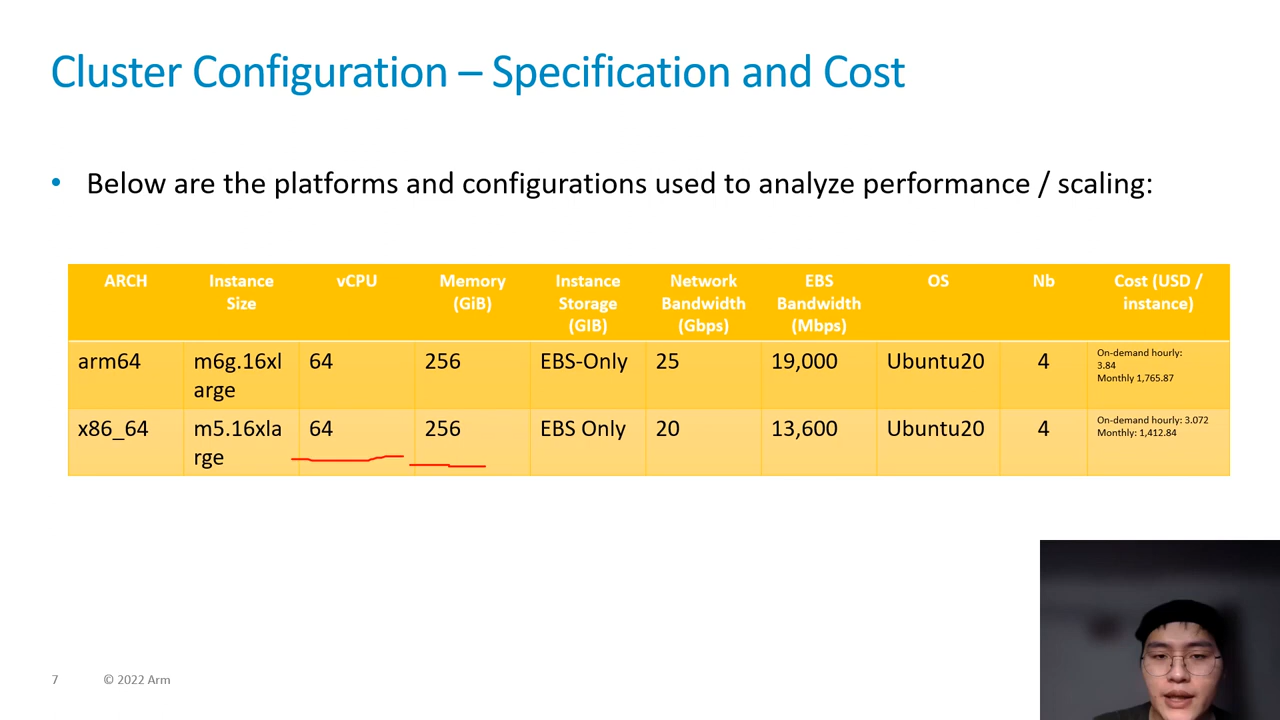 Cluster Configuration – Specification and Cost
• Below are the platforms and configurations used to analyze performance / scaling:
ARCH Instance Size vCPU Memory (GiB) Instance Storage (GIB) Network Bandwidth (Gbps) EBS Bandwidth (Mbps) OS Nb Cost (USD / instance)
arm64 m6g.16xlarge 64 256 EBS-Only 25 19,000 Ubuntu20 4 On-demand hourly: 3.84 Monthly 1,765.87
x86_64 m5.16xlarge 64 256 EBS Only 20 13,600 Ubuntu20 4 On-demand hourly: 3.072 Monthly: 1,412.84
7 © 2022 Arm